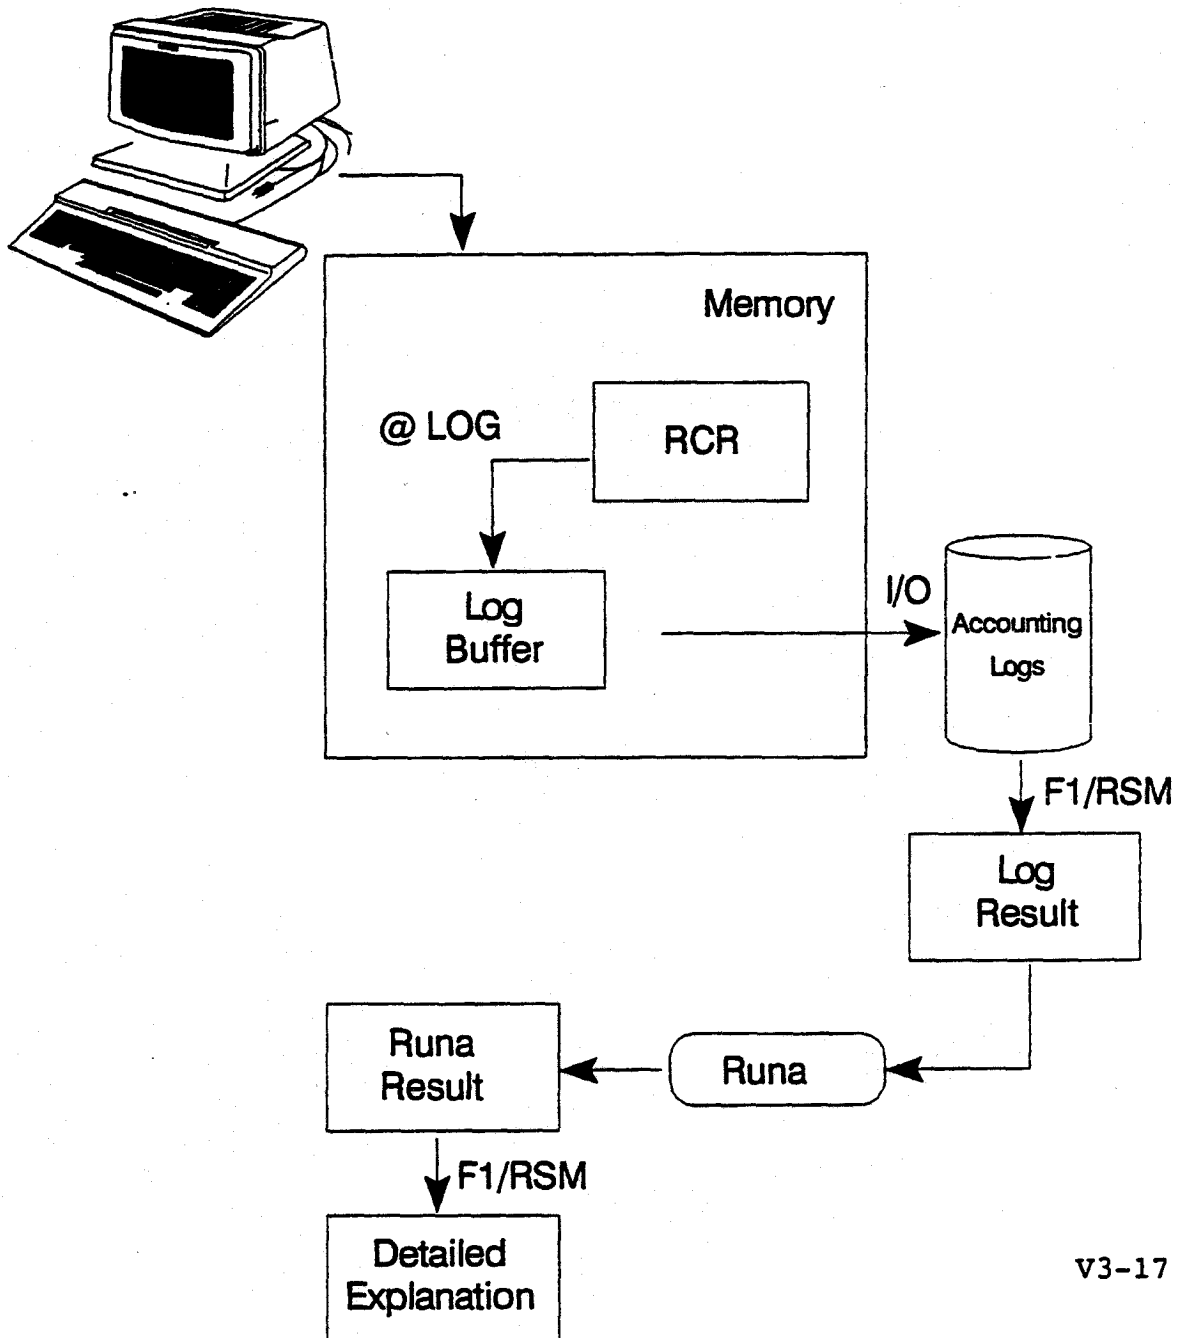 Memory
@ LOG
RCR
Log
Buffer
I/O
Accounting
Logs
F1/RSM
Log
Result
Runa
Result
Runa
F1/RSM
Detailed
Explanation
V3-17